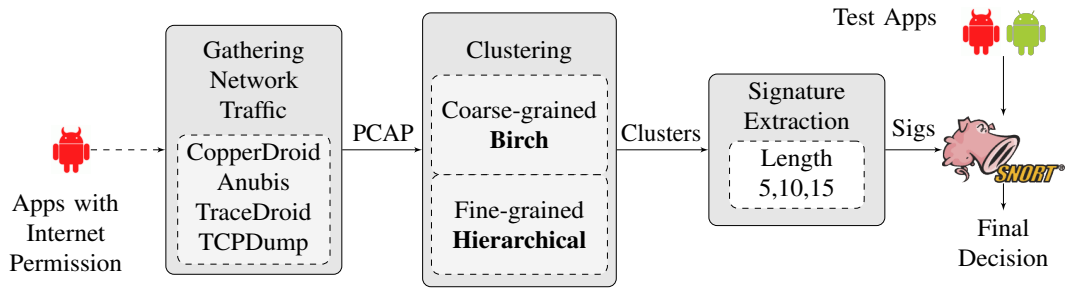 Apps with
Internet
Permission
Gathering
Network
Traffic
CopperDroid
Anubis
TraceDroid
TCPDump
PCAP
Clustering
Coarse-grained
Birch
Fine-grained
Hierarchical
Clusters
Signature
Extraction
Length
5,10,15
Sigs
Test Apps
SNORT®
Final
Decision